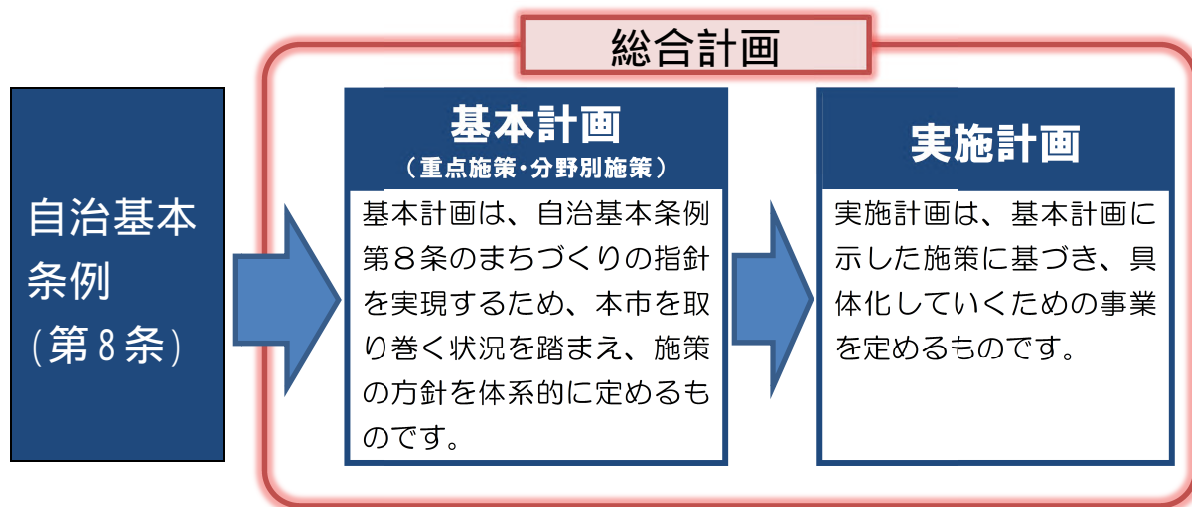 総合計画
自治基本
条例
(第8条)
基本計画
(重点施策・分野別施策)
基本計画は、自治基本条例
第8条のまちづくりの指針
を実現するため、本市を取
り巻く状況を踏まえ、施策
の方針を体系的に定めるも
のです。
実施計画
実施計画は、基本計画に
示した施策に基づき、具
体化していくための事業
を定めるものです。